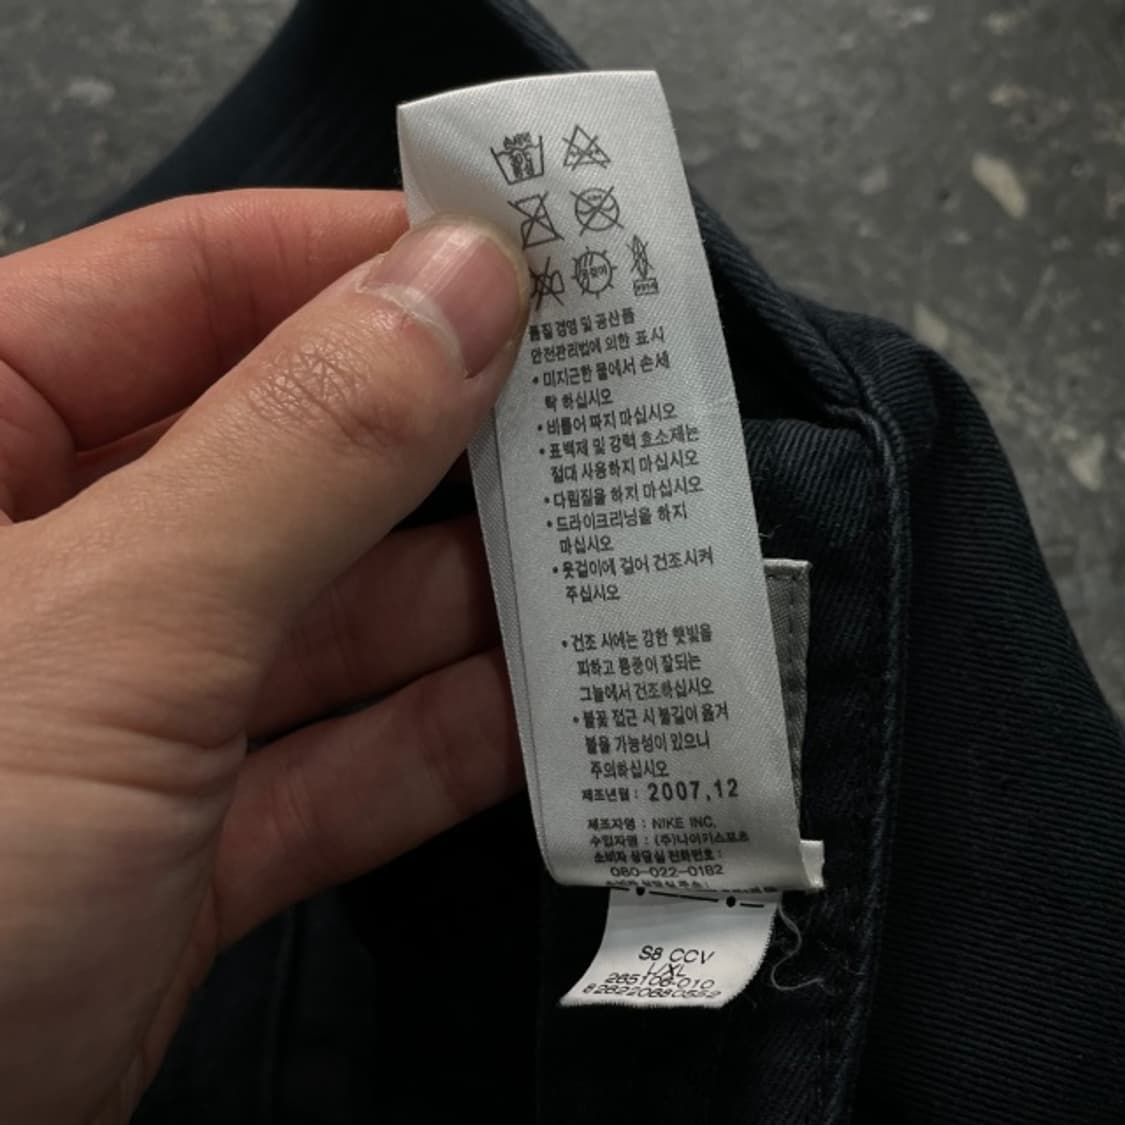 품질경영 및 공산품
안전관리법에 의한 표시
• 미지근한 물에서 손세
탁 하십시오
• 비틀어 짜지 마십시오
• 표백제 및 강력 효소제는
절대 사용하지 마십시오
• 다림질을 하지 마십시오
• 드라이크리닝을 하지
마십시오
• 옷걸이에 걸어 건조시켜
주십시오
• 건조 시에는 강한 햇빛을
피하고 통풍이 잘되는
그늘에서 건조하십시오
• 불꽃 접근 시 불길이 옮겨
붙을 가능성이 있으니
주의하십시오
제조년월 : 2007.12
제조자명 : NIKE INC.
수입자명 : (주)나이키스포츠
소비자 상담실 전화번호 :
080-022-0182
소비자 상담실 주소 :
S8 CCV
L/XL
265106-010